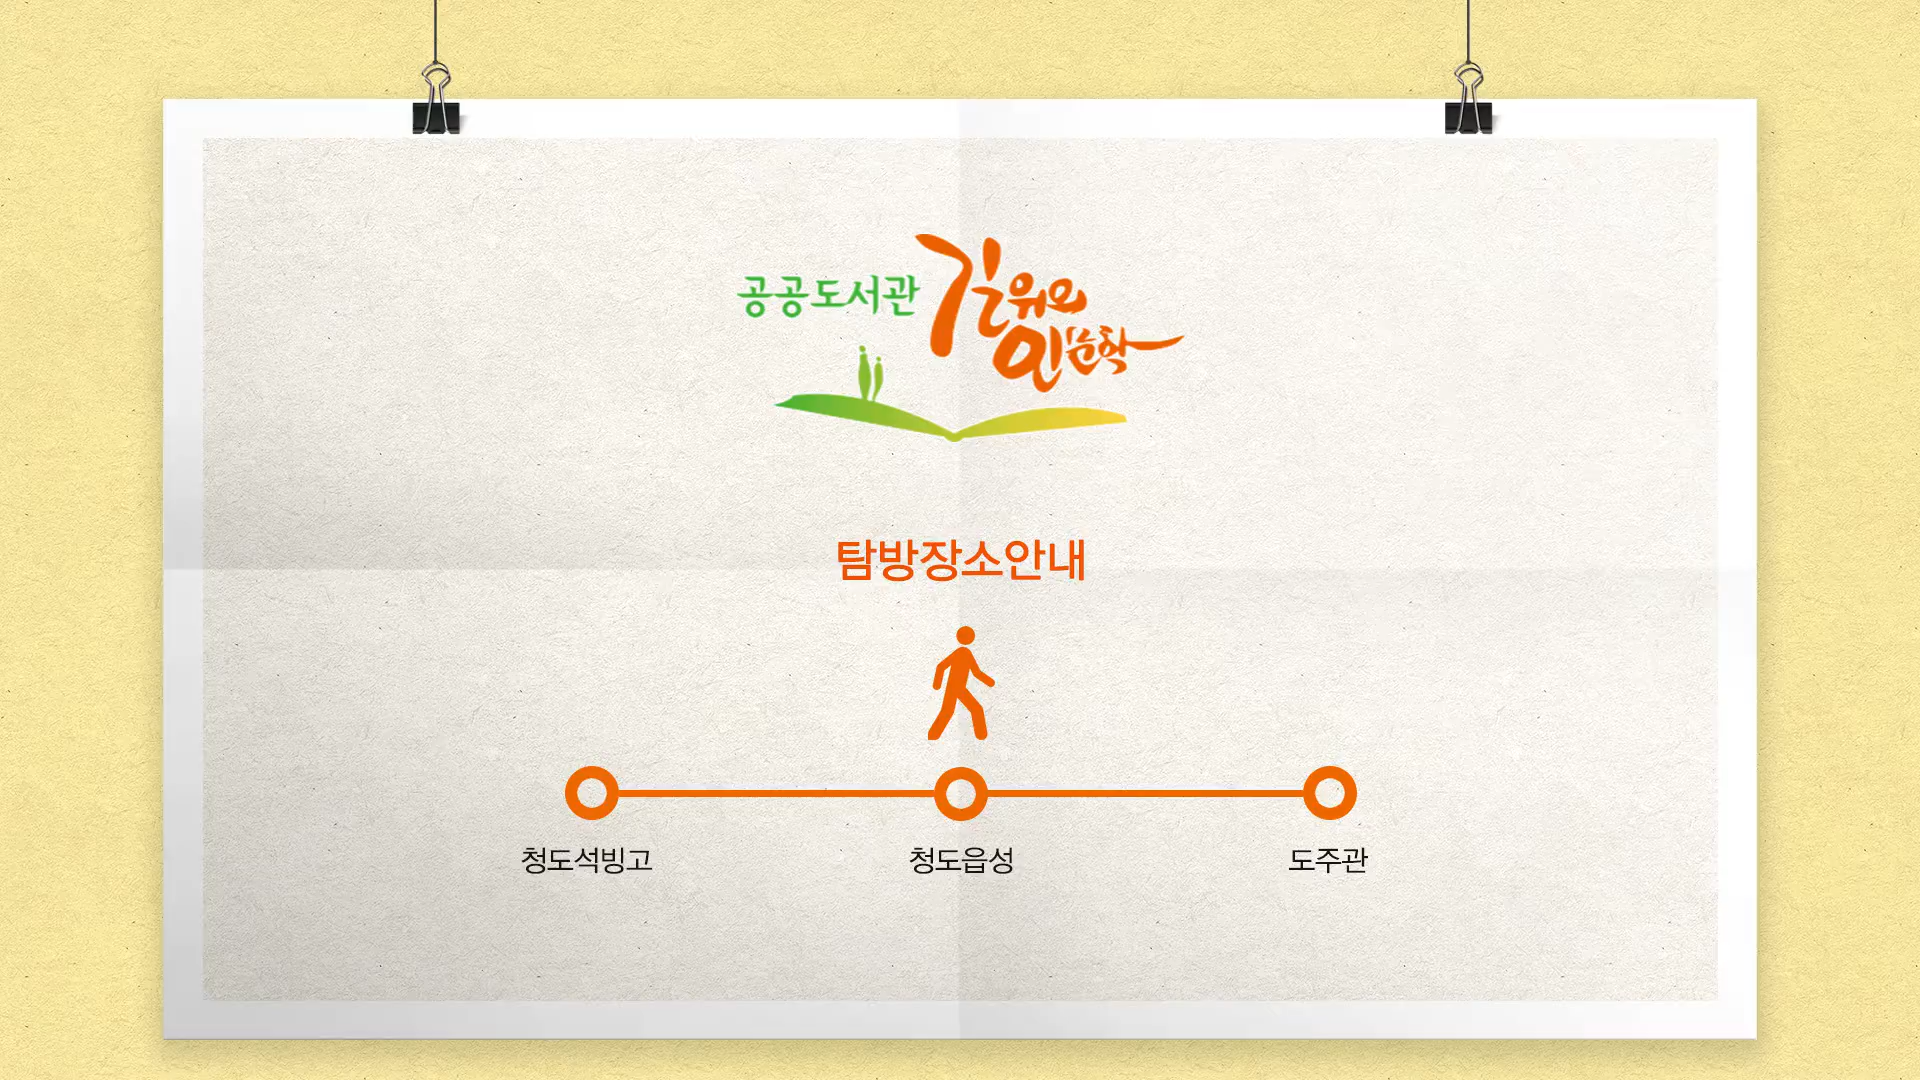 공공도서관 길 위의 인문학
탐방장소안내
청도석빙고
청도읍성
도주관